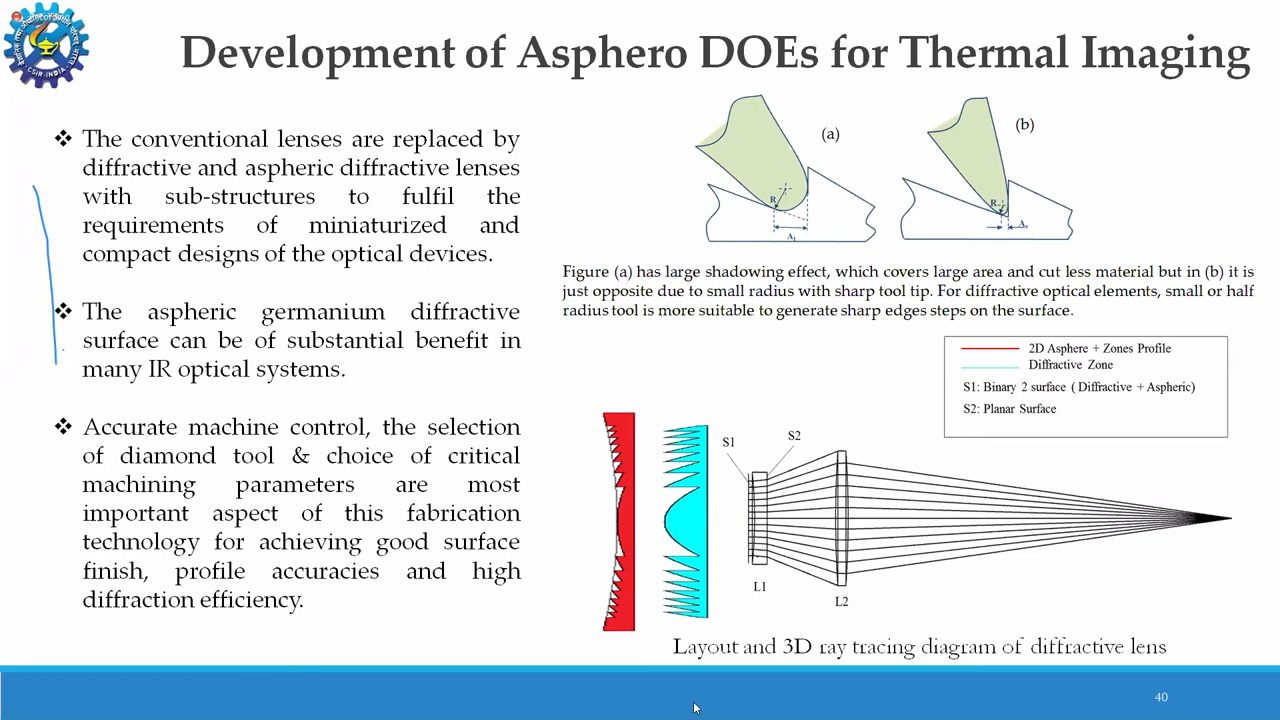 Development of Asphero DOEs for Thermal Imaging
❖ The conventional lenses are replaced by
diffractive and aspheric diffractive lenses
with sub-structures to fulfil the
requirements of miniaturized and
compact designs of the optical devices.
❖ The aspheric germanium diffractive
surface can be of substantial benefit in
many IR optical systems.
❖ Accurate machine control, the selection
of diamond tool & choice of critical
machining parameters are most
important aspect of this fabrication
technology for achieving good surface
finish, profile accuracies and high
diffraction efficiency.
(a)
R
(b)
R
Figure (a) has large shadowing effect, which covers large area and cut less material but in (b) it is
just opposite due to small radius with sharp tool tip. For diffractive optical elements, small or half
radius tool is more suitable to generate sharp edges steps on the surface.
2D Asphere + Zones Profile
Diffractive Zone
S1: Binary 2 surface ( Diffractive + Aspheric)
S2: Planar Surface
S1
S2
L1
L2
Layout and 3D ray tracing diagram of diffractive lens
CSIR-INDIA
40